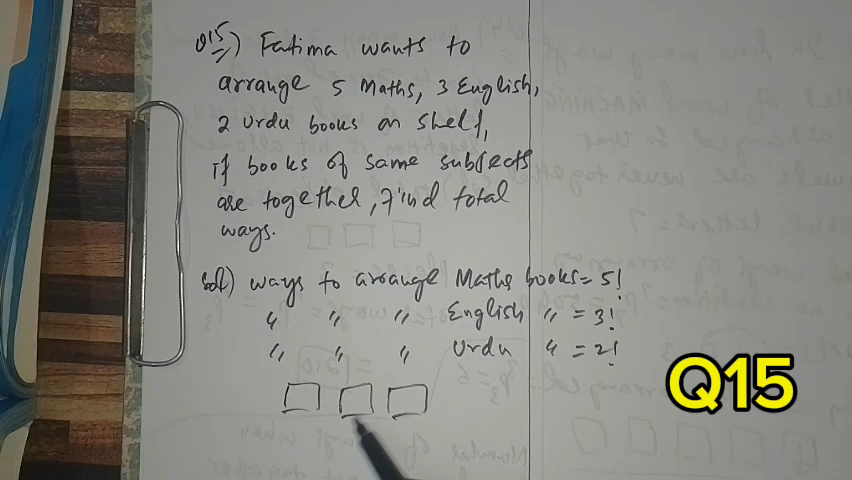 Q15) Fatima wants to
arrange 5 Maths, 3 English,
2 Urdu books on shelf,
if books of same subjects
are together, find total
ways.
Sol) ways to arrange Maths books = 5!
" " " English " = 3!
" " " Urdu " = 2!
Q15